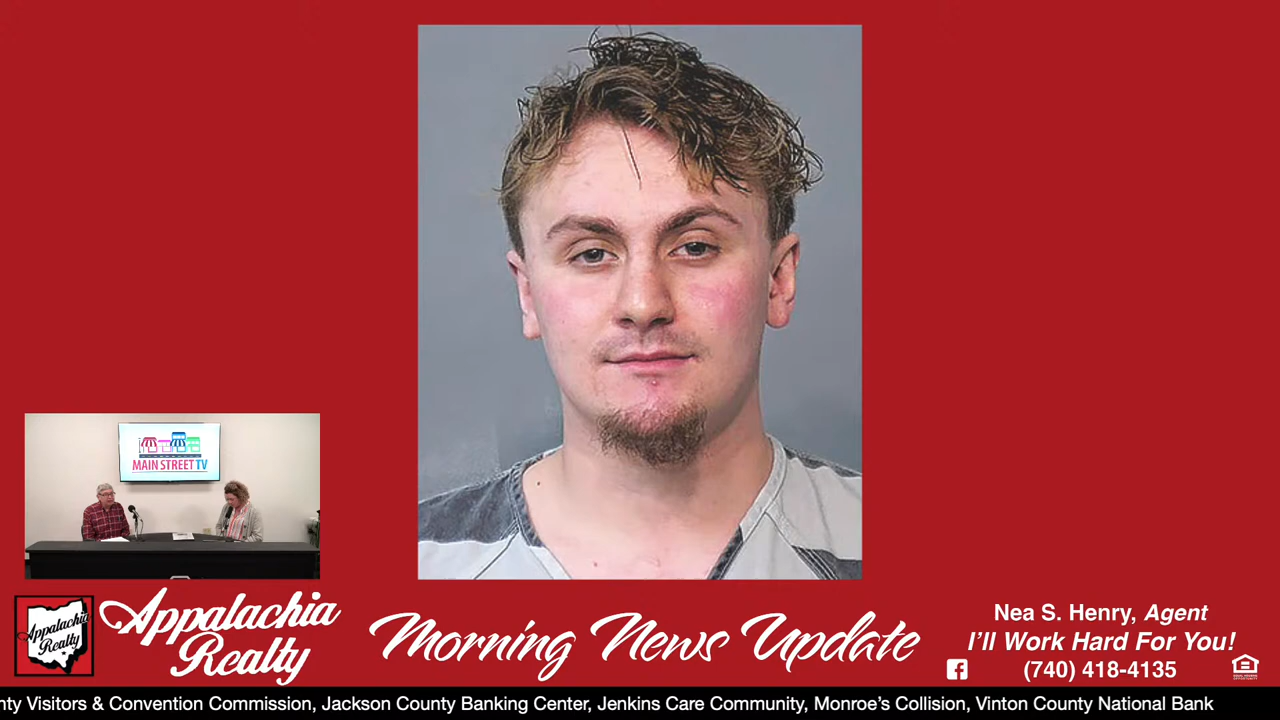 MAIN STREET TV
Appalachia
Realty
Appalachia
Realty
Morning News Update
Nea S. Henry, Agent
I'll Work Hard For You!
(740) 418-4135
nty Visitors & Convention Commission, Jackson County Banking Center, Jenkins Care Community, Monroe's Collision, Vinton County National Bank